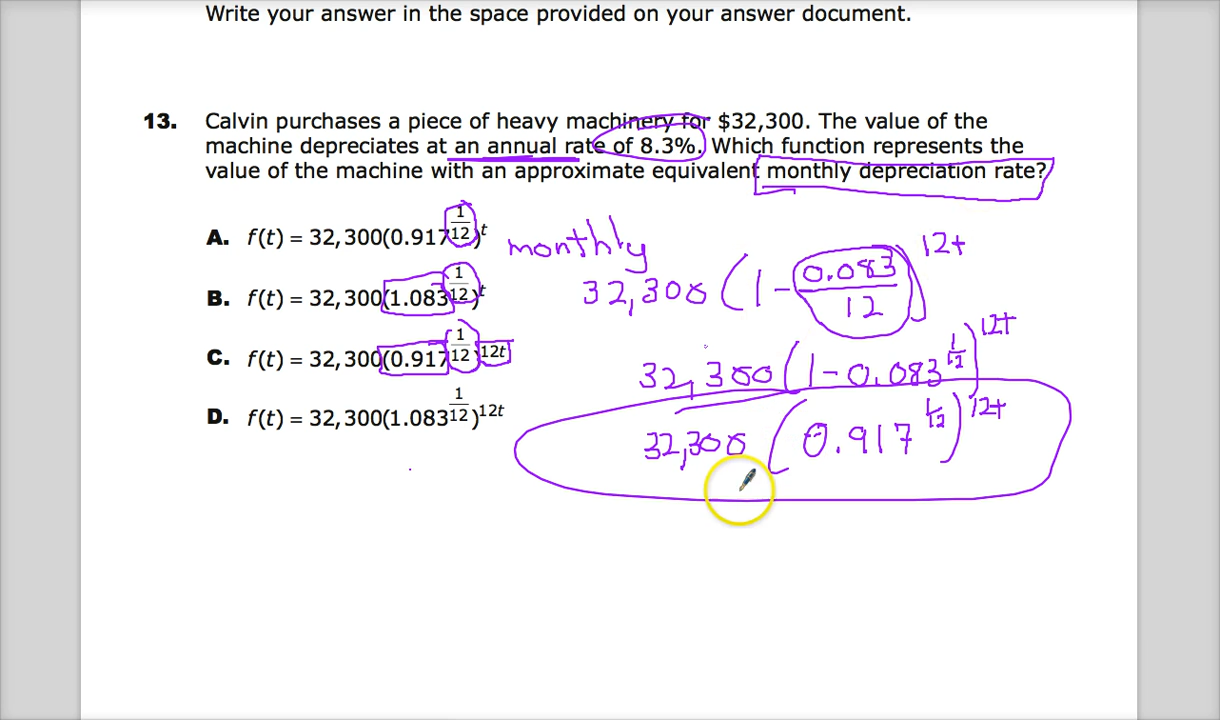 Write your answer in the space provided on your answer document.
13. Calvin purchases a piece of heavy machinery for $32,300. The value of the
machine depreciates at an annual rate of 8.3%. Which function represents the
value of the machine with an approximate equivalent monthly depreciation rate?
A. f(t) = 32,300(0.917^(1/12))^t
B. f(t) = 32,300(1.083^(1/12))^t
C. f(t) = 32,300(0.917^(1/12))^(12t)
D. f(t) = 32,300(1.083^(1/12))^(12t)
monthly
32,300 (1 - 0.083/12)^(12t)
32,300 (1 - 0.083^(1/12))^(12t)
32,300 (0.917^(1/12))^(12t)